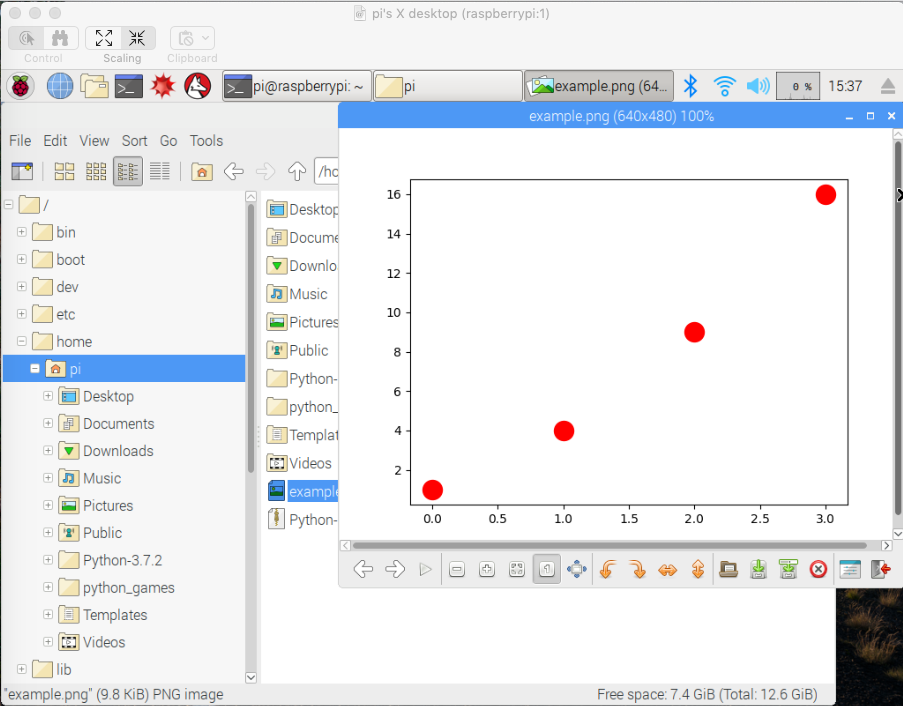 pi's X desktop (raspberrypi:1)
Control
Scaling
Clipboard
pi@raspberrypi: ~
pi
example.png (64...
0 %
15:37
example.png (640x480) 100%
File Edit View Sort Go Tools
/ho
/
bin
boot
dev
etc
home
pi
Desktop
Documents
Downloads
Music
Pictures
Public
Python-3.7.2
python_games
Templates
Videos
lib
Desktop
Docume
Downlo
Music
Pictures
Public
Python-
python_
Templat
Videos
example
Python-
16
14
12
10
8
6
4
2
0.0 0.5 1.0 1.5 2.0 2.5 3.0
"example.png" (9.8 KiB) PNG image
Free space: 7.4 GiB (Total: 12.6 GiB)